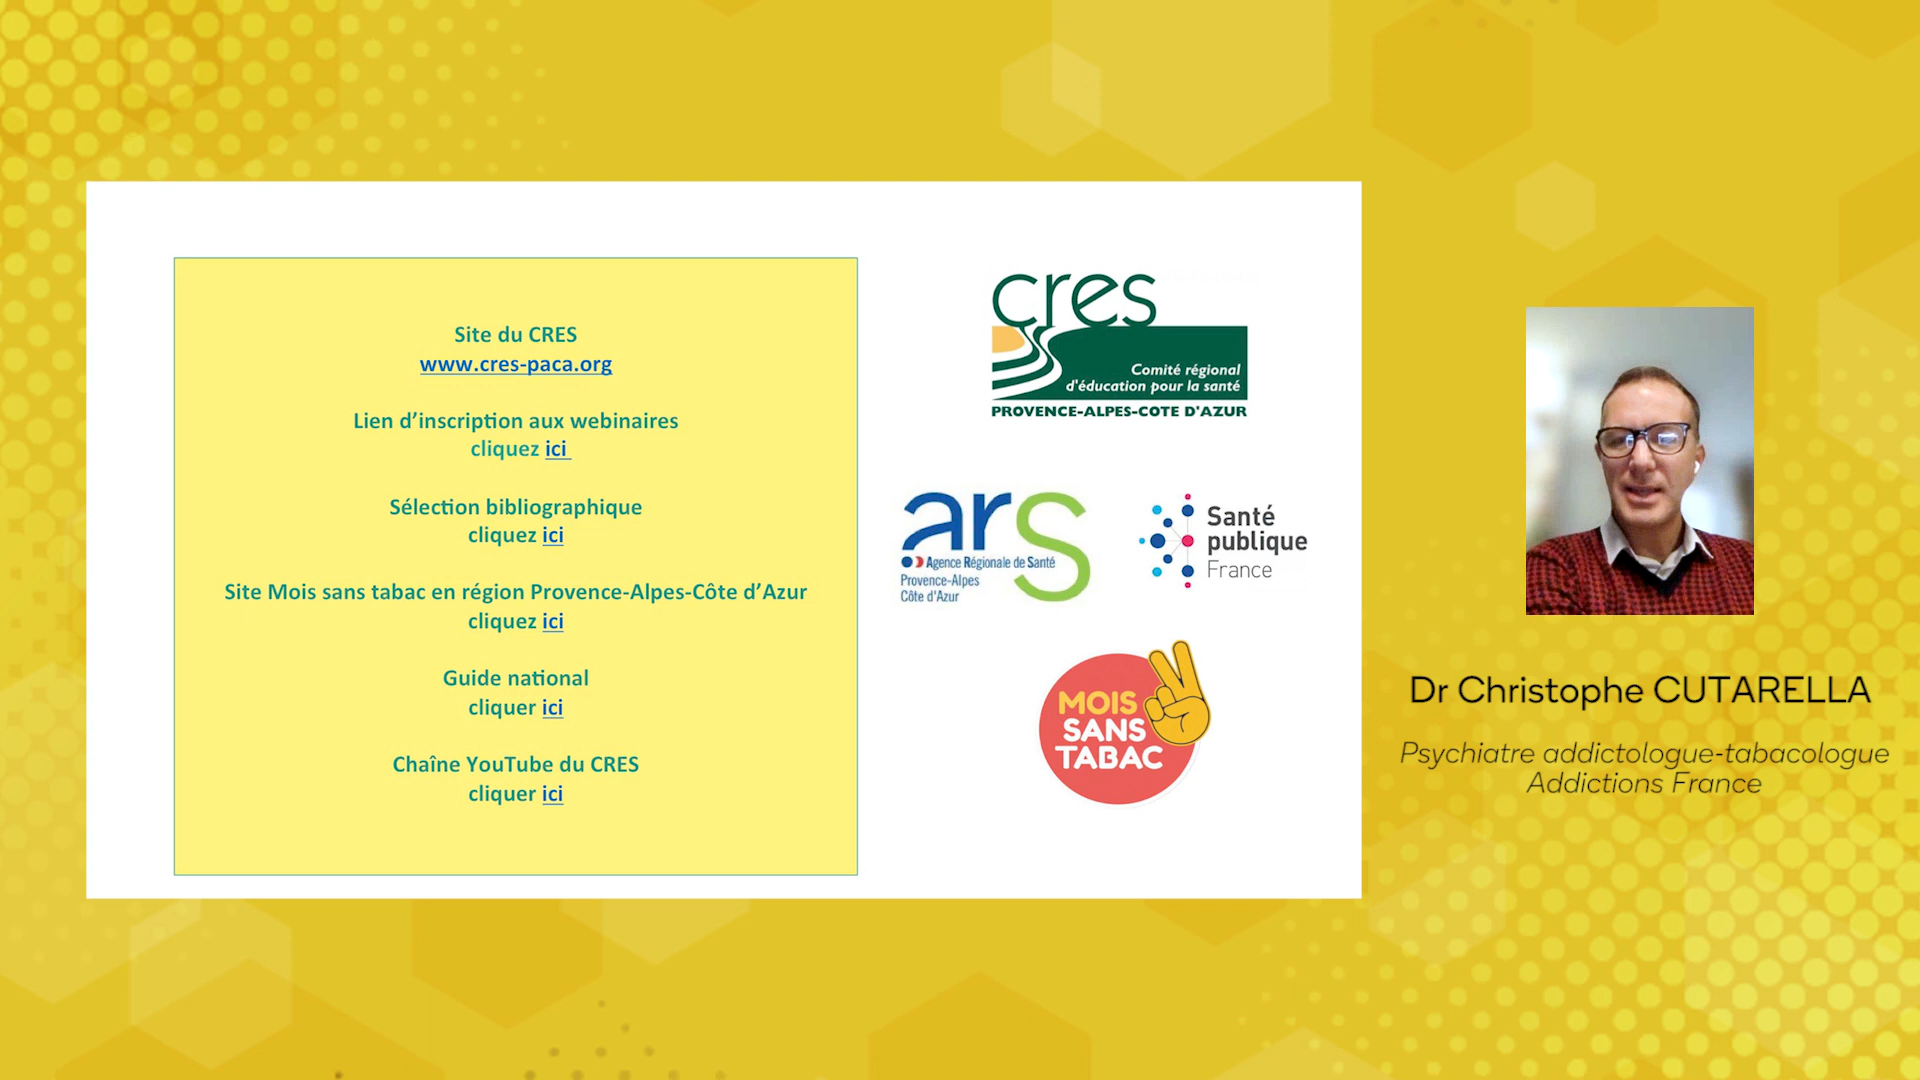 Site du CRES
www.cres-paca.org
Lien d’inscription aux webinaires
cliquez ici
Sélection bibliographique
cliquez ici
Site Mois sans tabac en région Provence-Alpes-Côte d’Azur
cliquez ici
Guide national
cliquer ici
Chaîne YouTube du CRES
cliquer ici
cres
Comité régional
d'éducation pour la santé
PROVENCE-ALPES-COTE D'AZUR
ars
Agence Régionale de Santé
Provence-Alpes
Côte d'Azur
Santé
publique
France
MOIS
SANS
TABAC
Dr Christophe CUTARELLA
Psychiatre addictologue-tabacologue
Addictions France